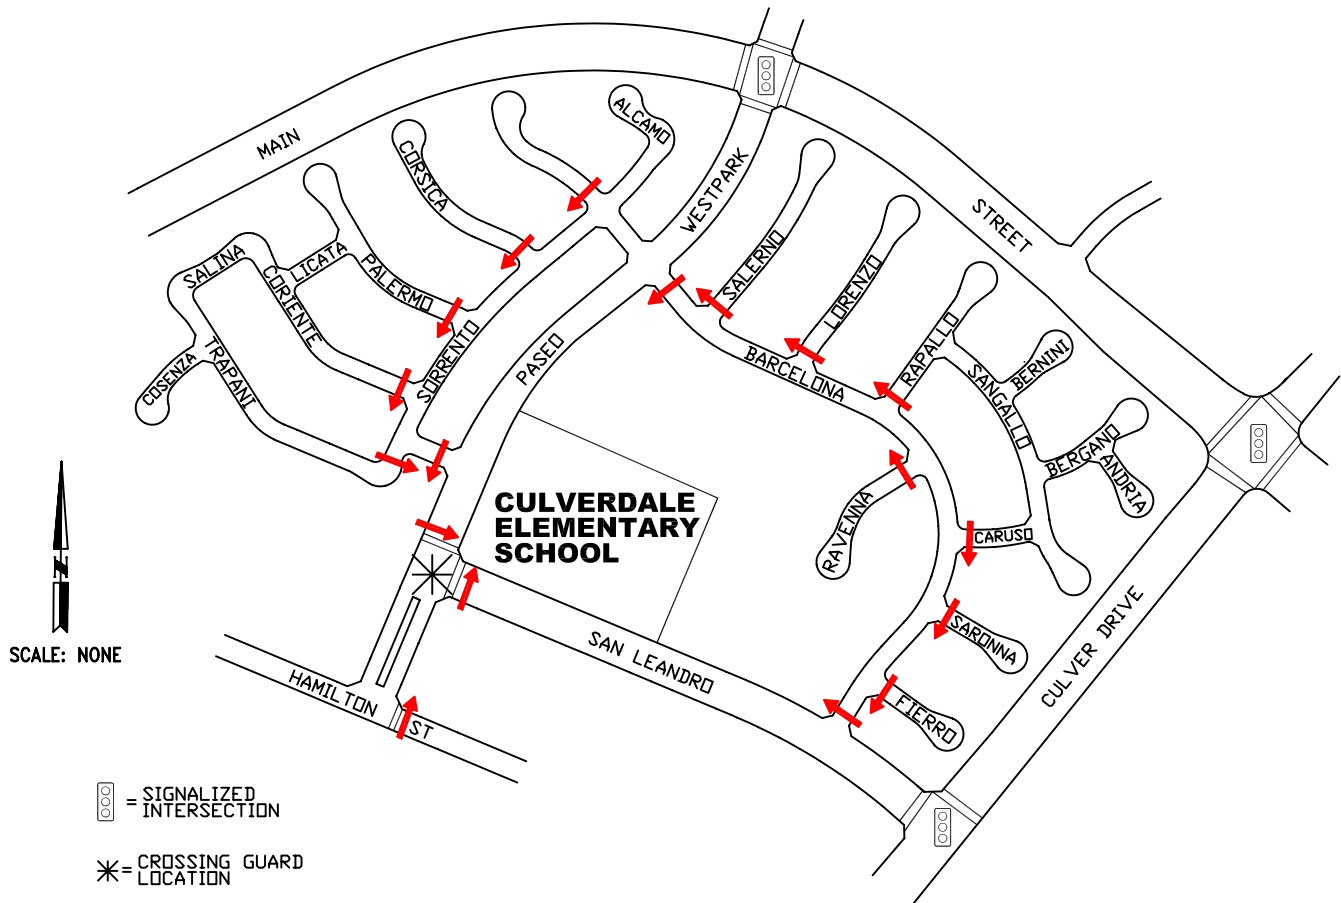 MAIN
ALCAMO
CORSICA
WESTPARK
STREET
SALINA
LICATA
CORIENTE
PALERMO
SALERNO
LORENZO
COSENZA
TRAPANI
SORRENTO
PASEO
BARCELONA
RAPALLO
SANGALLO
BERNINI
BERGANO
ANDRIA
CULVERDALE
ELEMENTARY
SCHOOL
RAVENNA
CARUSO
N
SCALE: NONE
SARONNA
CULVER DRIVE
SAN LEANDRO
HAMILTON ST
FIERRO
= SIGNALIZED
INTERSECTION
= CROSSING GUARD
LOCATION